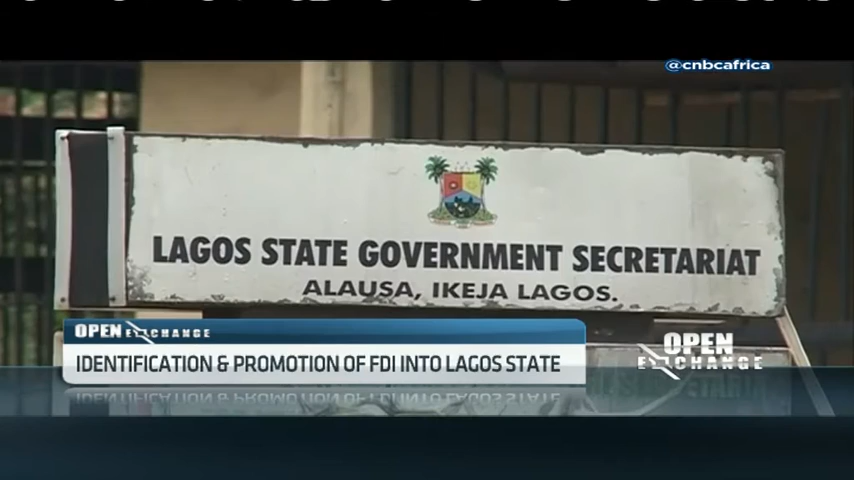 @cnbcafrica
LAGOS STATE GOVERNMENT SECRETARIAT
ALAUSA, IKEJA LAGOS.
OPEN EXCHANGE
IDENTIFICATION & PROMOTION OF FDI INTO LAGOS STATE
OPEN
EXCHANGE